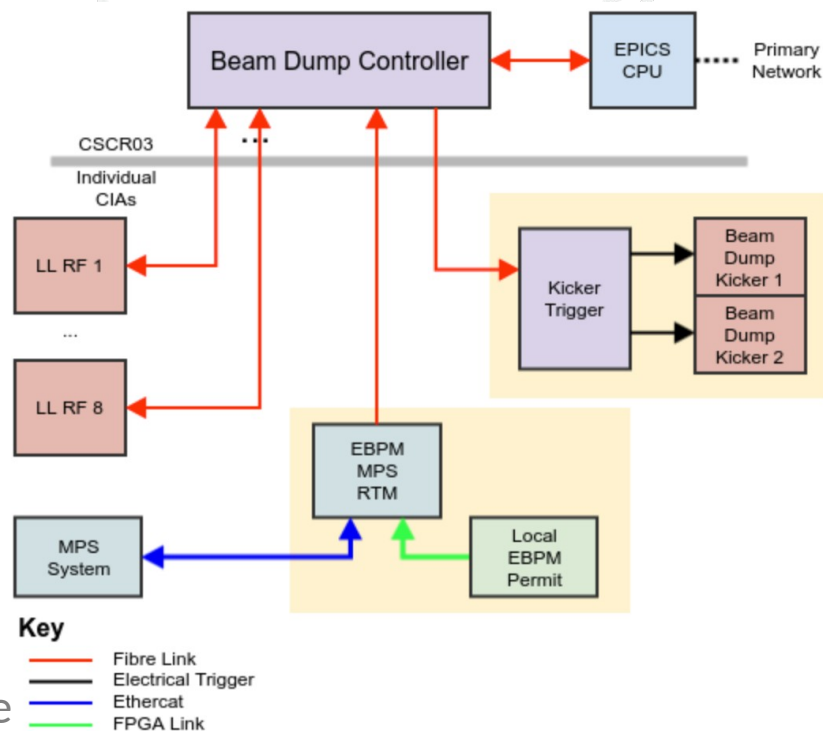 Beam Dump Controller
EPICS
CPU
Primary
Network
...
CSCR03
Individual
CIAs
LL RF 1
...
LL RF 8
Kicker
Trigger
Beam
Dump
Kicker 1
Beam
Dump
Kicker 2
EBPM
MPS
RTM
MPS
System
Local
EBPM
Permit
Key
Fibre Link
Electrical Trigger
Ethercat
FPGA Link
e